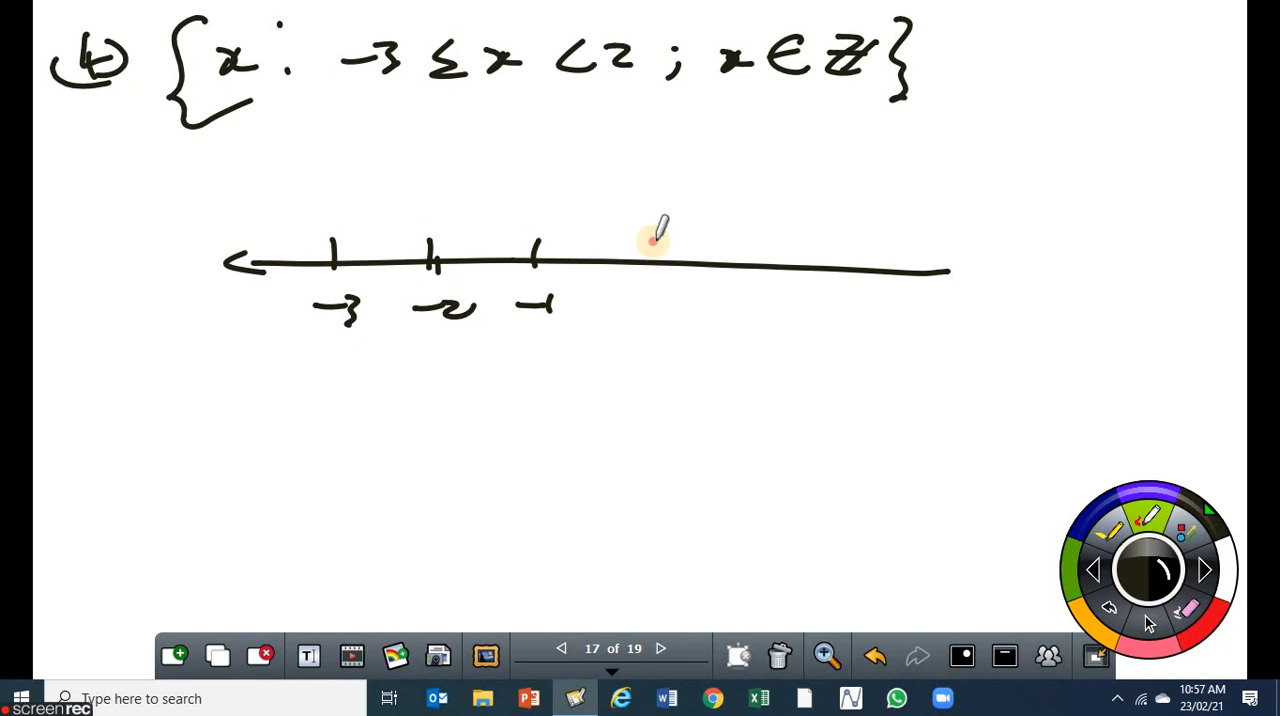 ④ {x : -3 ≤ x < 2 ; x ∈ ℤ}
-3 -2 -1
17 of 19
Type here to search
10:57 AM
23/02/21
screenrec